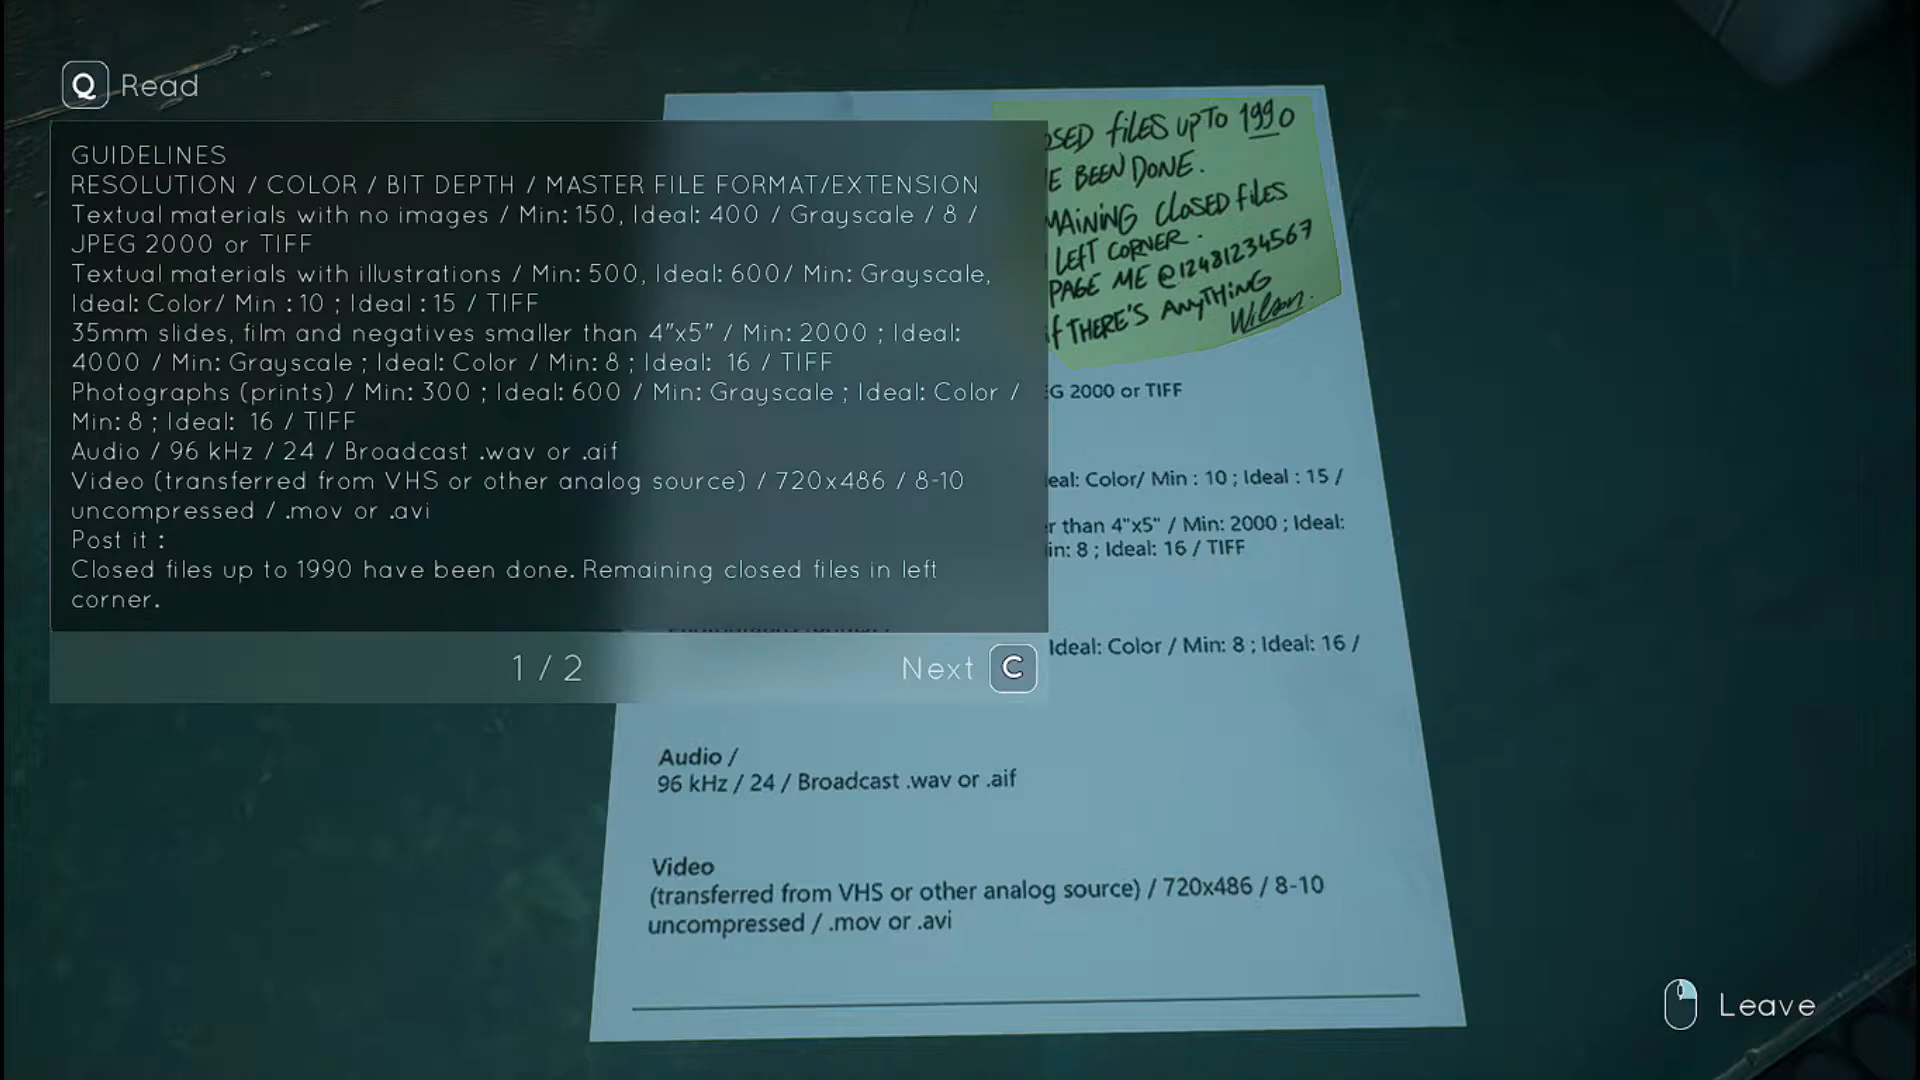 Q Read
GUIDELINES
RESOLUTION / COLOR / BIT DEPTH / MASTER FILE FORMAT/EXTENSION
Textual materials with no images / Min: 150, Ideal: 400 / Grayscale / 8 /
JPEG 2000 or TIFF
Textual materials with illustrations / Min: 500, Ideal: 600/ Min: Grayscale,
Ideal: Color/ Min : 10 ; Ideal : 15 / TIFF
35mm slides, film and negatives smaller than 4"x5" / Min: 2000 ; Ideal:
4000 / Min: Grayscale ; Ideal: Color / Min: 8 ; Ideal: 16 / TIFF
Photographs (prints) / Min: 300 ; Ideal: 600 / Min: Grayscale ; Ideal: Color /
Min: 8 ; Ideal: 16 / TIFF
Audio / 96 kHz / 24 / Broadcast .wav or .aif
Video (transferred from VHS or other analog source) / 720x486 / 8-10
uncompressed / .mov or .avi
Post it :
Closed files up to 1990 have been done. Remaining closed files in left
corner.
1 / 2
Next C
OSED FILES UP TO 1990
E BEEN DONE.
MAINING CLOSED FILES
LEFT CORNER.
PAGE ME @12481234567
if THERE'S ANYTHING
Wilson.
G 2000 or TIFF
eal: Color/ Min : 10 ; Ideal : 15 /
r than 4"x5" / Min: 2000 ; Ideal:
in: 8 ; Ideal: 16 / TIFF
Ideal: Color / Min: 8 ; Ideal: 16 /
Audio /
96 kHz / 24 / Broadcast .wav or .aif
Video
(transferred from VHS or other analog source) / 720x486 / 8-10
uncompressed / .mov or .avi
Leave